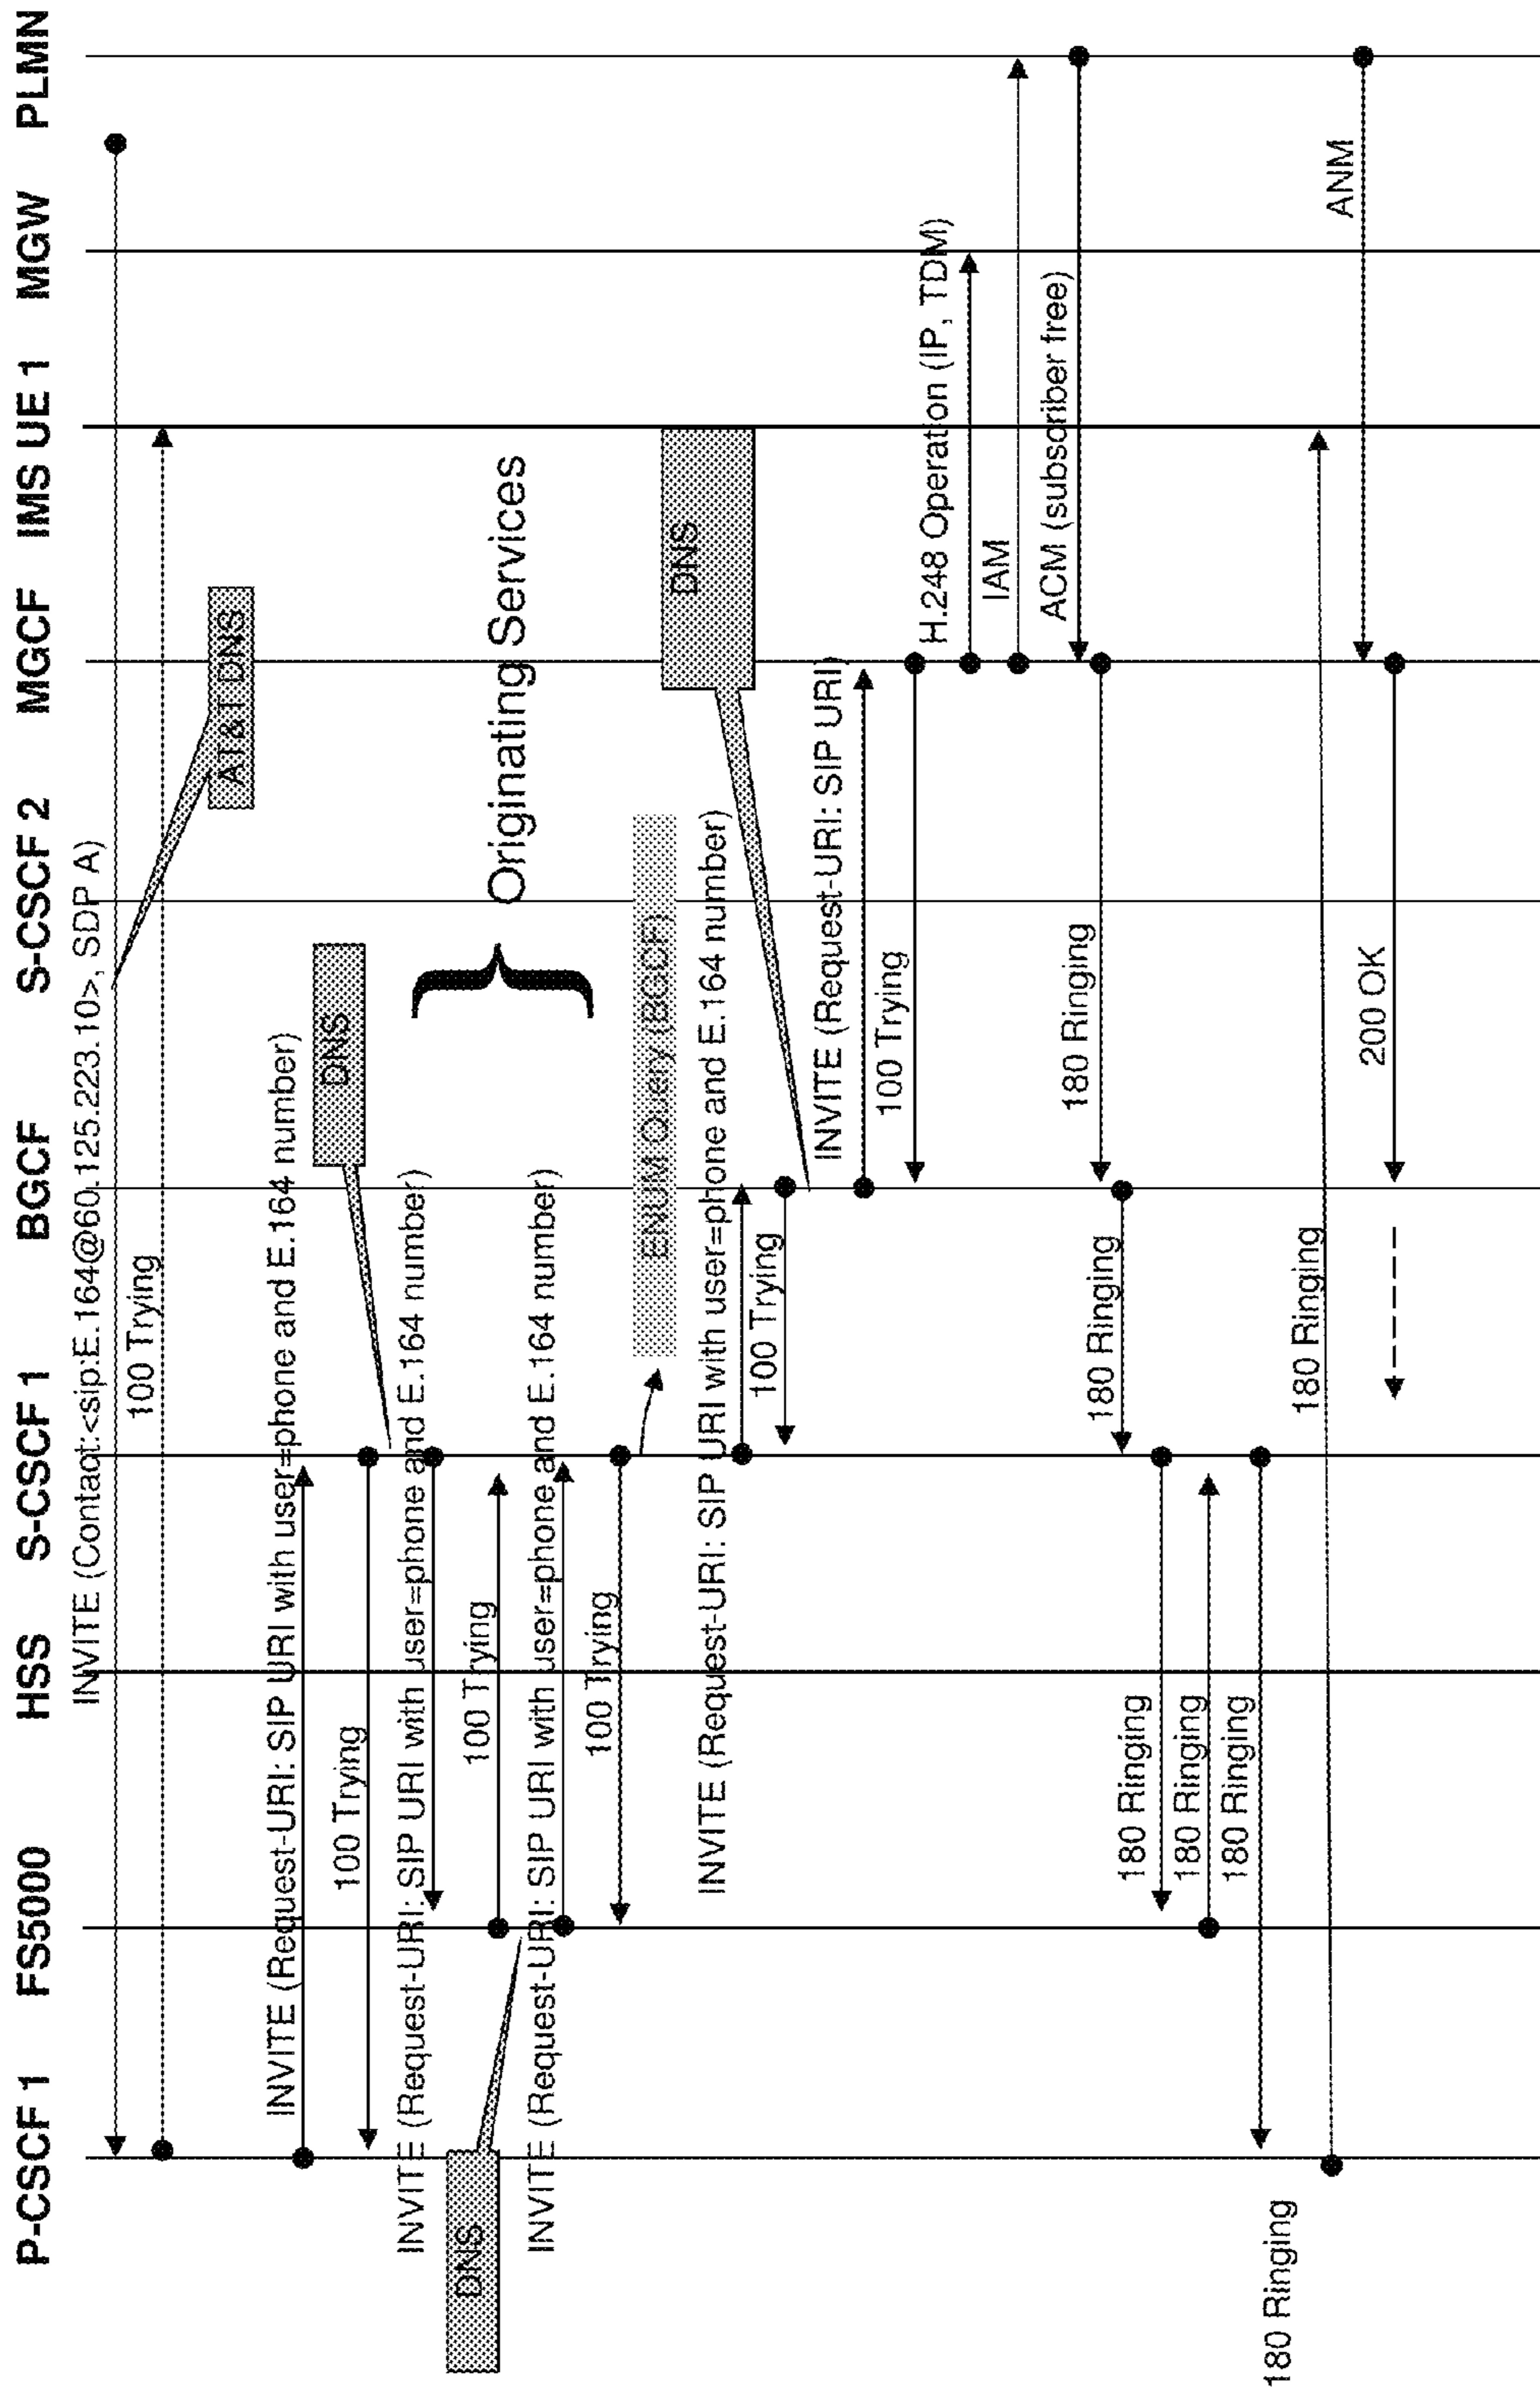 P-CSCF 1 FS5000 HSS S-CSCF 1 BGCF S-CSCF 2 MGCF IMS UE 1 MGW PLMN
INVITE (Contact:<sip:E.164@60.125.223.10>, SDP A)
100 Trying
AT&T DNS
INVITE (Request-URI: SIP URI with user=phone and E.164 number)
DNS
100 Trying
INVITE (Request-URI: SIP URI with user=phone and E.164 number)
DNS
100 Trying
Originating Services
INVITE (Request-URI: SIP URI with user=phone and E.164 number)
100 Trying
ENUM Query (BGCF)
DNS
INVITE (Request-URI: SIP URI with user=phone and E.164 number)
100 Trying
INVITE (Request-URI: SIP URI)
100 Trying
H.248 Operation (IP, TDM)
IAM
ACM (subscriber free)
180 Ringing
180 Ringing
180 Ringing
180 Ringing
180 Ringing
180 Ringing
180 Ringing
ANM
200 OK